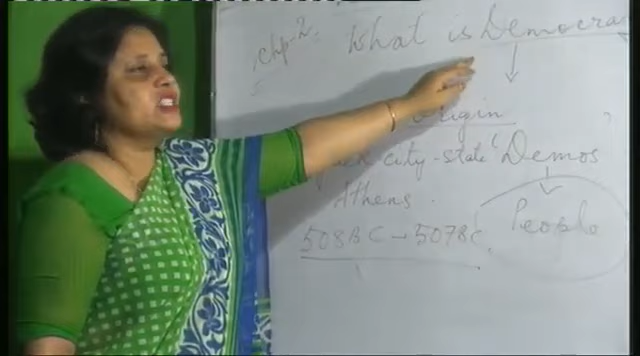 chp 2. What is Democra
Origin
city-state 'Demos
Athens
People
508BC - 507BC